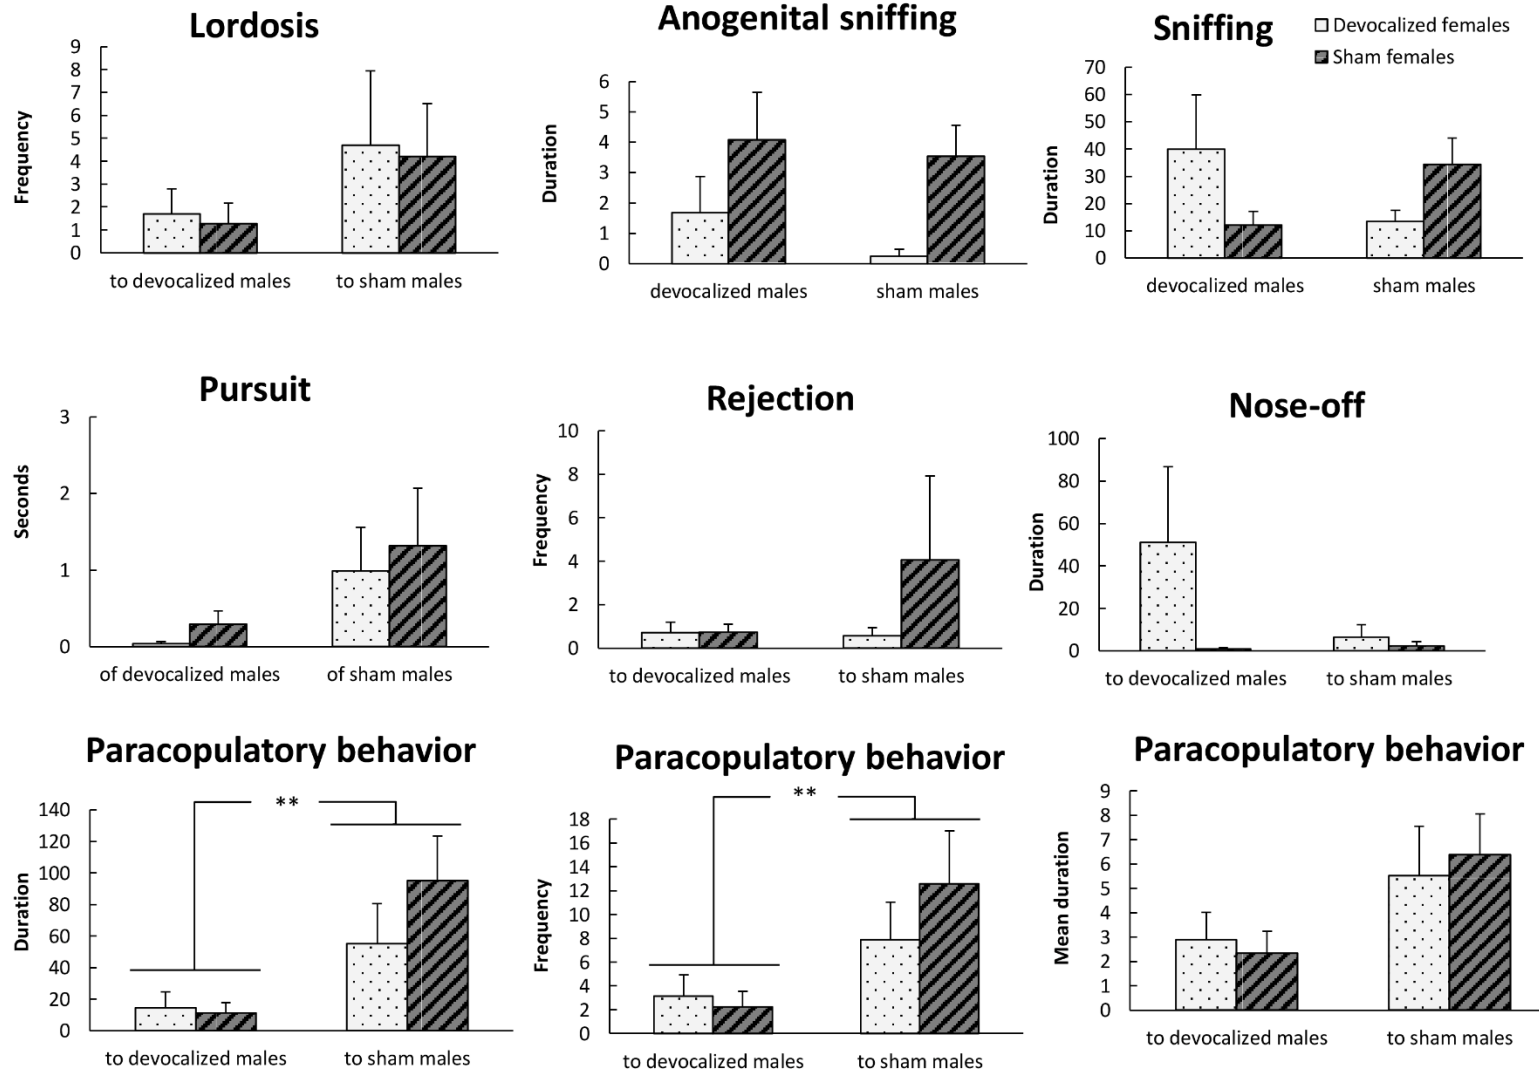 Lordosis
Frequency
9
8
7
6
5
4
3
2
1
0
to devocalized males
to sham males
Anogenital sniffing
Duration
6
5
4
3
2
1
0
devocalized males
sham males
Sniffing
Devocalized females
Sham females
Duration
70
60
50
40
30
20
10
0
devocalized males
sham males
Pursuit
Seconds
3
2
1
0
of devocalized males
of sham males
Rejection
Frequency
10
8
6
4
2
0
to devocalized males
to sham males
Nose-off
Duration
100
80
60
40
20
0
to devocalized males
to sham males
Paracopulatory behavior
**
Duration
140
120
100
80
60
40
20
0
to devocalized males
to sham males
Paracopulatory behavior
**
Frequency
18
16
14
12
10
8
6
4
2
0
to devocalized males
to sham males
Paracopulatory behavior
Mean duration
9
8
7
6
5
4
3
2
1
0
to devocalized males
to sham males